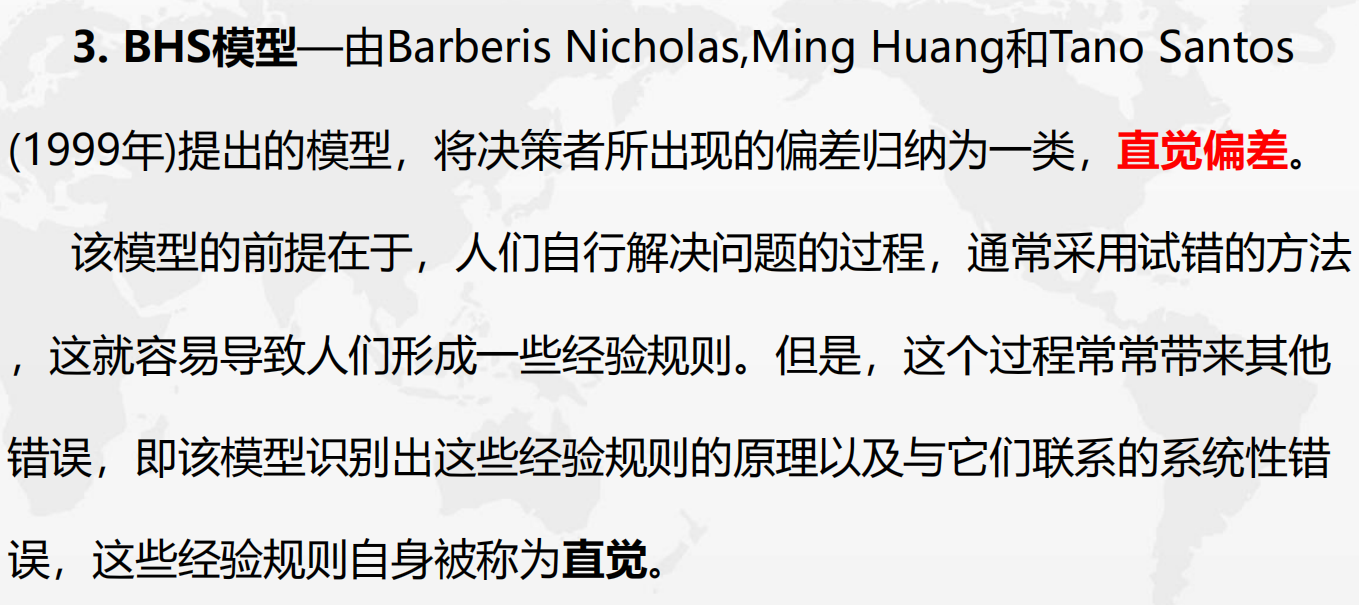 3. BHS模型—由Barberis Nicholas,Ming Huang和Tano Santos
(1999年)提出的模型，将决策者所出现的偏差归纳为一类，直觉偏差。
该模型的前提在于，人们自行解决问题的过程，通常采用试错的方法
，这就容易导致人们形成一些经验规则。但是，这个过程常常带来其他
错误，即该模型识别出这些经验规则的原理以及与它们联系的系统性错
误，这些经验规则自身被称为直觉。